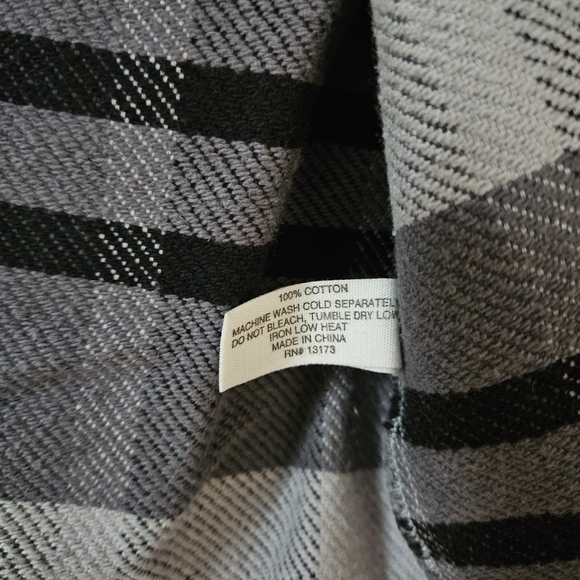 100% COTTON
MACHINE WASH COLD SEPARATELY
DO NOT BLEACH, TUMBLE DRY LOW
IRON LOW HEAT
MADE IN CHINA
RN# 13173